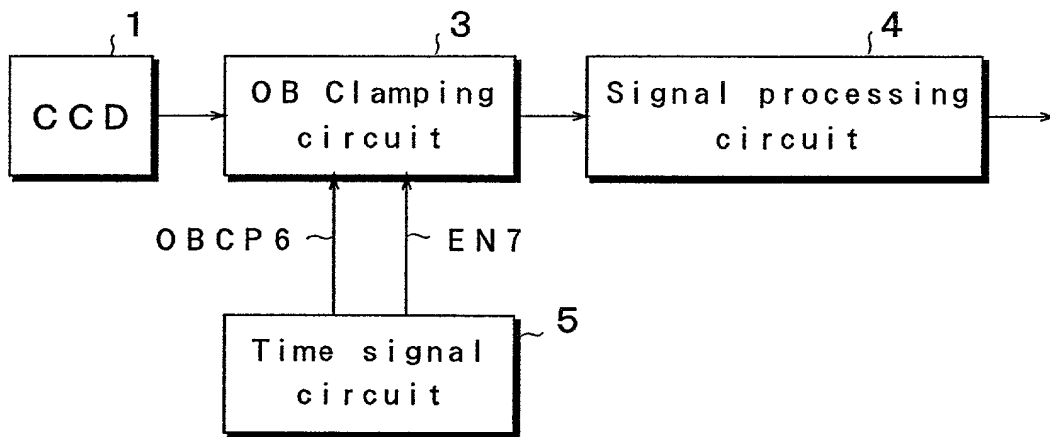 1
3
4
CCD
OB Clamping
circuit
Signal processing
circuit
OBCP6
EN7
5
Time signal
circuit